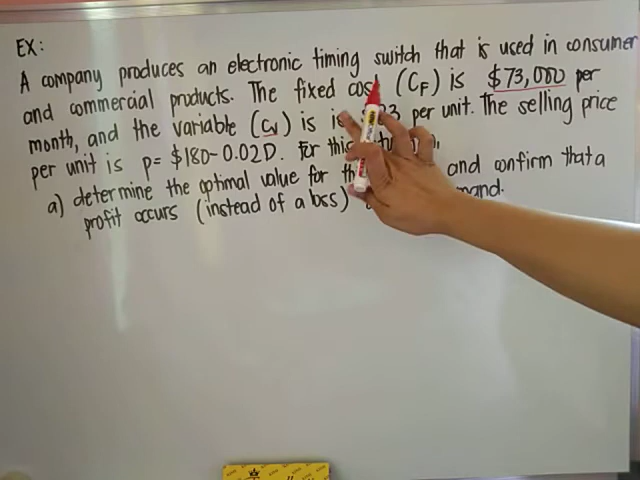 EX:
A company produces an electronic timing switch that is used in consumer
and commercial products. The fixed cost (CF) is $73,000 per
month, and the variable (Cv) is is 83 per unit. The selling price
per unit is p= $180-0.02D. For this
a) determine the optimal value for and confirm that a
profit occurs (instead of a loss)